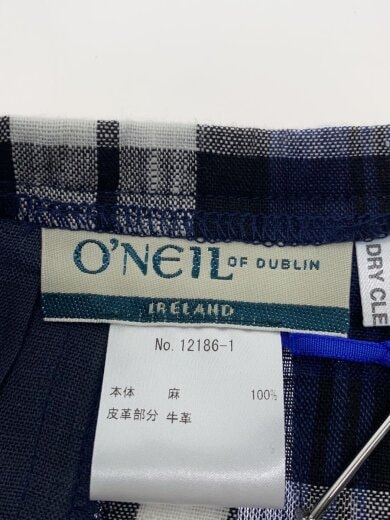 O'NEIL OF DUBLIN
IRELAND
DRY CLE
No.12186-1
本体 麻 100%
皮革部分 牛革